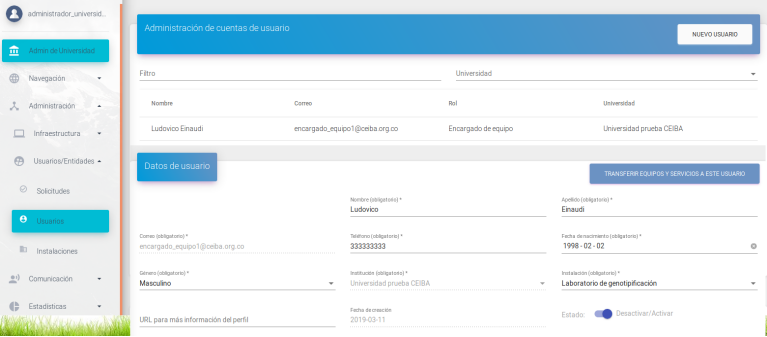 administrador_universid...
Admin de Universidad
Navegación
Administración
Infraestructura
Usuarios/Entidades
Solicitudes
Usuarios
Instalaciones
Comunicación
Estadísticas
Administración de cuentas de usuario
NUEVO USUARIO
Filtro
Universidad
Nombre Correo Rol Universidad
Ludovico Einaudi encargado_equipo1@ceiba.org.co Encargado de equipo Universidad prueba CEIBA
Datos de usuario
TRANSFERIR EQUIPOS Y SERVICIOS A ESTE USUARIO
Nombre (obligatorio) *
Ludovico
Apellido (obligatorio) *
Einaudi
Correo (obligatorio) *
encargado_equipo1@ceiba.org.co
Teléfono (obligatorio) *
333333333
Fecha de nacimiento (obligatorio) *
1998 - 02 - 02
Género (obligatorio) *
Masculino
Institución (obligatorio) *
Universidad prueba CEIBA
Instalación (obligatorio) *
Laboratorio de genotipificación
URL para más información del perfil
Fecha de creación
2019-03-11
Estado:
Desactivar/Activar